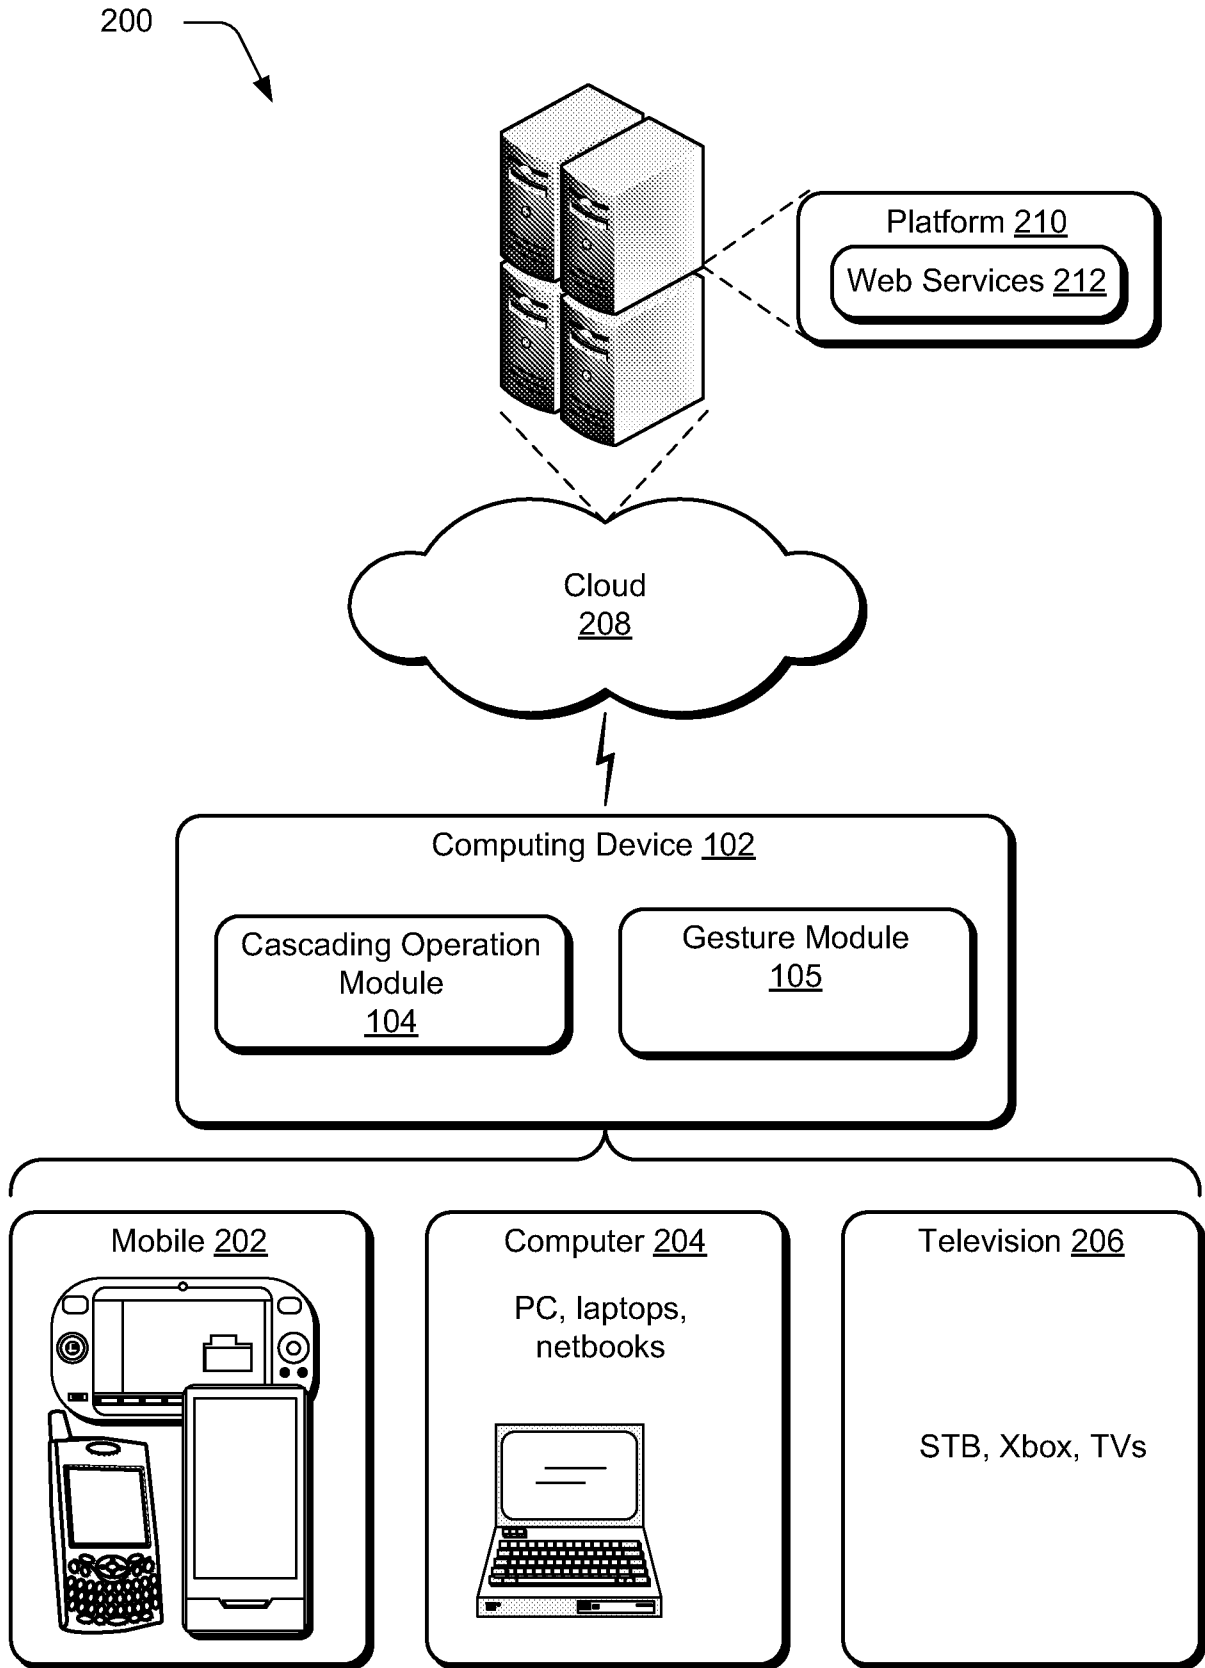 200
Platform 210
Web Services 212
Cloud
208
Computing Device 102
Cascading Operation
Module
104
Gesture Module
105
Mobile 202
Computer 204
PC, laptops,
netbooks
Television 206
STB, Xbox, TVs